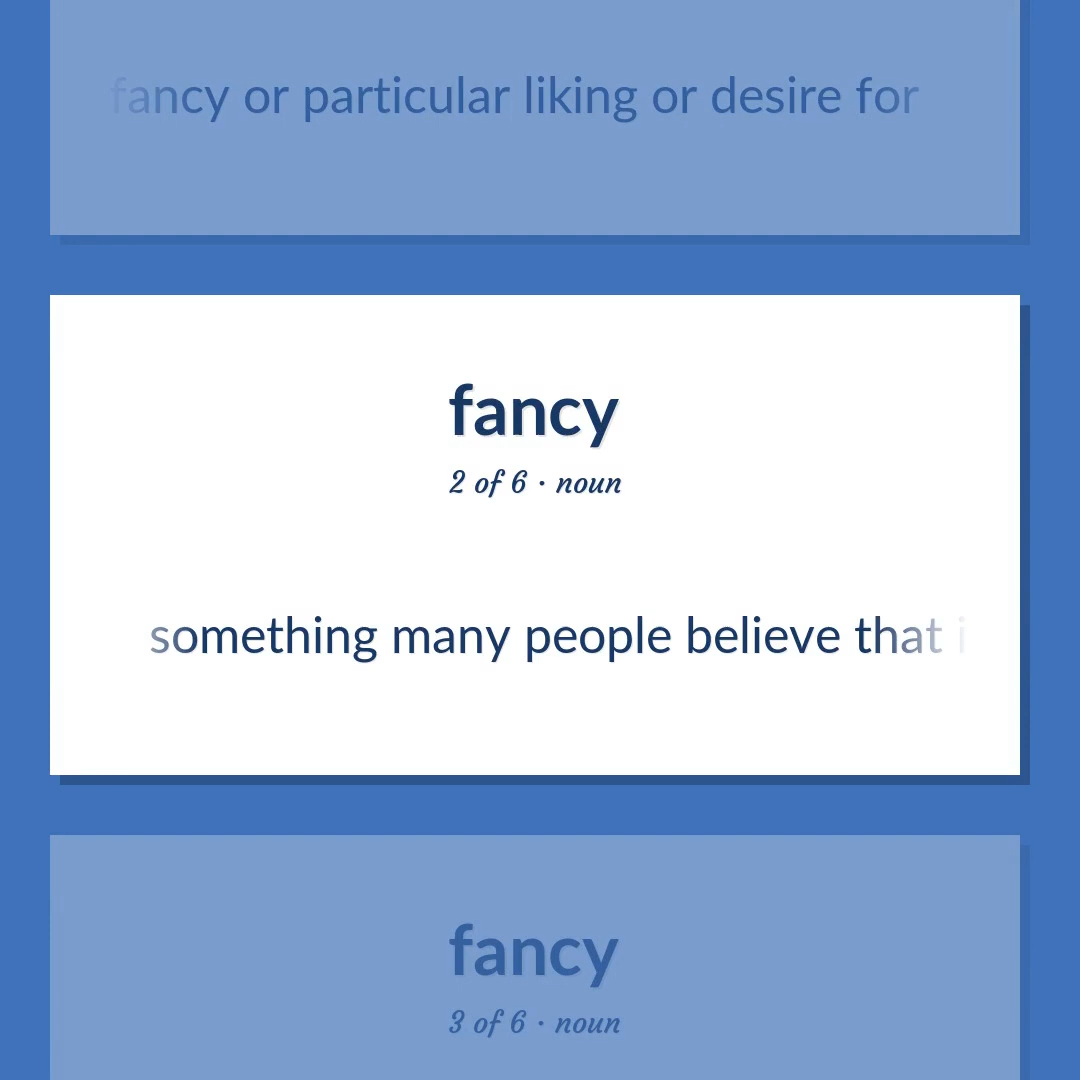 fancy or particular liking or desire for
fancy
2 of 6 · noun
something many people believe that i
fancy
3 of 6 · noun